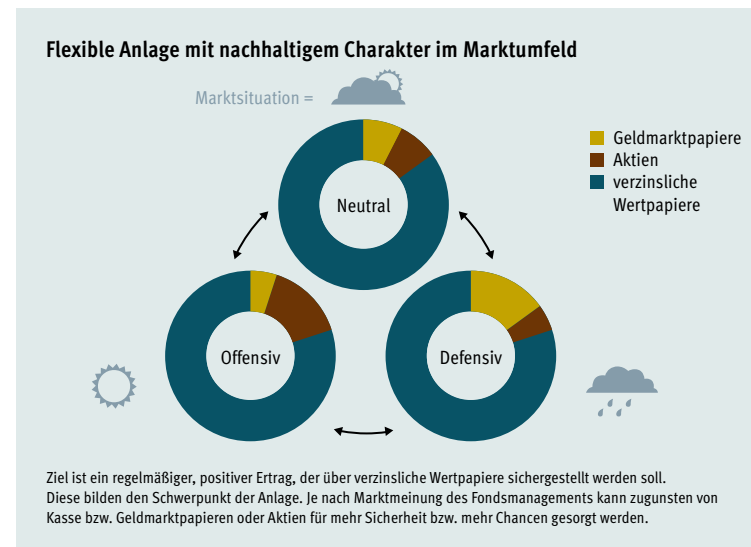 Flexible Anlage mit nachhaltigem Charakter im Marktumfeld
Marktsituation =
Geldmarktpapiere
Aktien
verzinsliche
Wertpapiere
Neutral
Offensiv
Defensiv
Ziel ist ein regelmäßiger, positiver Ertrag, der über verzinsliche Wertpapiere sichergestellt werden soll.
Diese bilden den Schwerpunkt der Anlage. Je nach Marktmeinung des Fondsmanagements kann zugunsten von
Kasse bzw. Geldmarktpapieren oder Aktien für mehr Sicherheit bzw. mehr Chancen gesorgt werden.